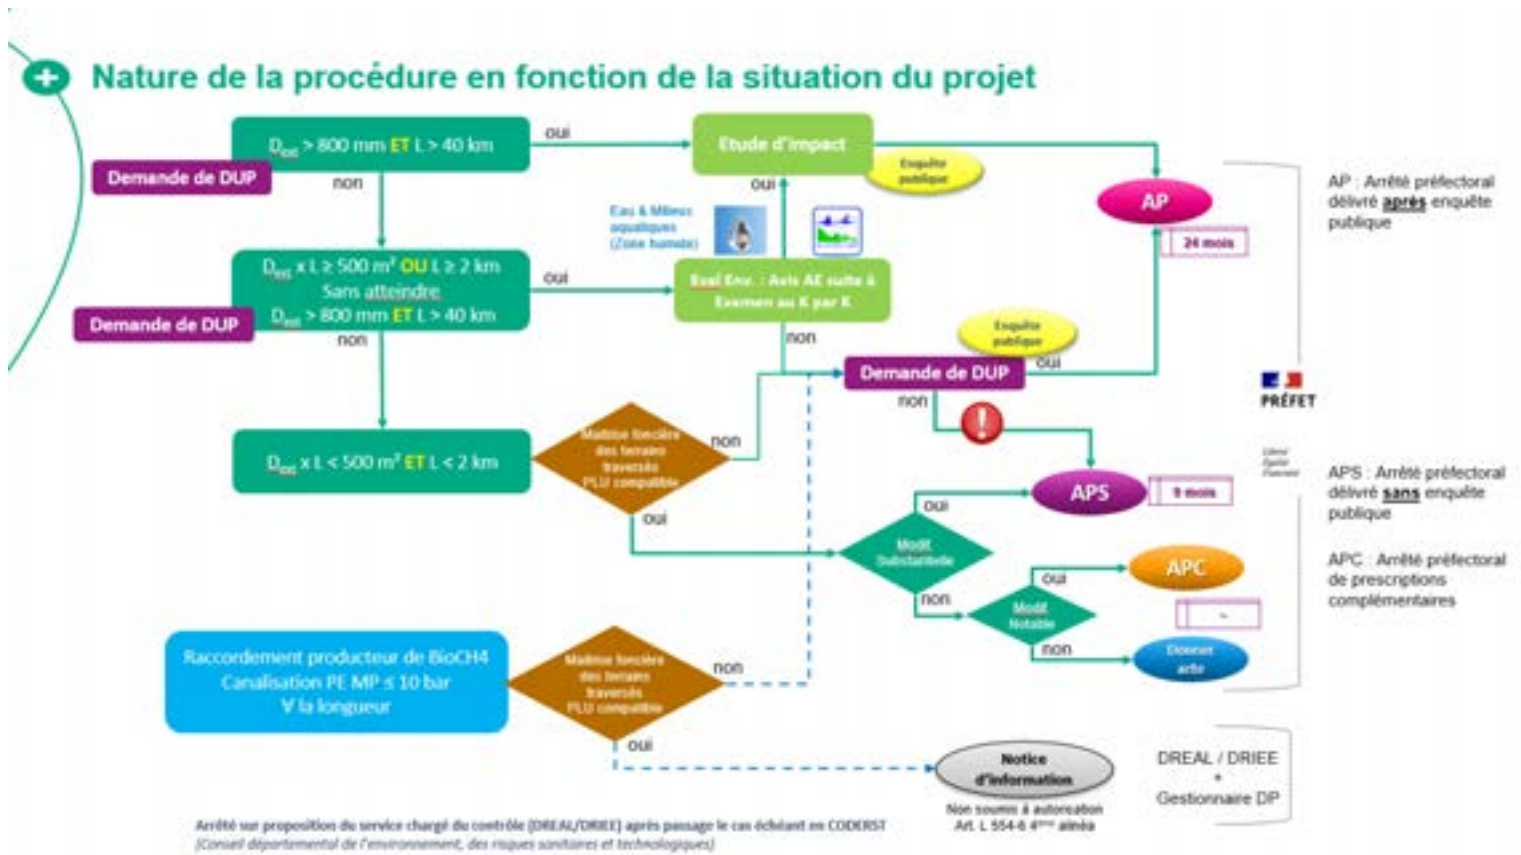 Nature de la procédure en fonction de la situation du projet
Dext > 800 mm ET L > 40 km
oui
Etude d'impact
Enquête
publique
Demande de DUP
non
oui
Eau & Milieux
aquatiques
(Zone humide)
AP
24 mois
AP : Arrêté préfectoral
délivré après enquête
publique
Dext x L ≥ 500 m² OU L ≥ 2 km
Sans atteindre
Dext > 800 mm ET L > 40 km
oui
Eval Env. : Avis AE suite à
Examen au K par K
Demande de DUP
non
non
Enquête
publique
Demande de DUP
oui
non
PRÉFET
Dext x L < 500 m² ET L < 2 km
Maîtrise foncière
des terrains
traversés
PLU compatible
non
oui
APS
9 mois
APS : Arrêté préfectoral
délivré sans enquête
publique
oui
Modif
Substantielle
non
APC
oui
Modif
Notable
non
Donner
acte
~
APC : Arrêté préfectoral
de prescriptions
complémentaires
Raccordement producteur de BioCH4
Canalisation PE MP ≤ 10 bar
∀ la longueur
Maîtrise foncière
des terrains
traversés
PLU compatible
non
oui
Notice
d'information
Non soumis à autorisation
Art. L 554-6 4ème alinéa
DREAL / DRIEE
+
Gestionnaire DP
Arrêté sur proposition du service chargé du contrôle (DREAL/DRIEE) après passage le cas échéant en CODERST
(Conseil départemental de l'environnement, des risques sanitaires et technologiques)